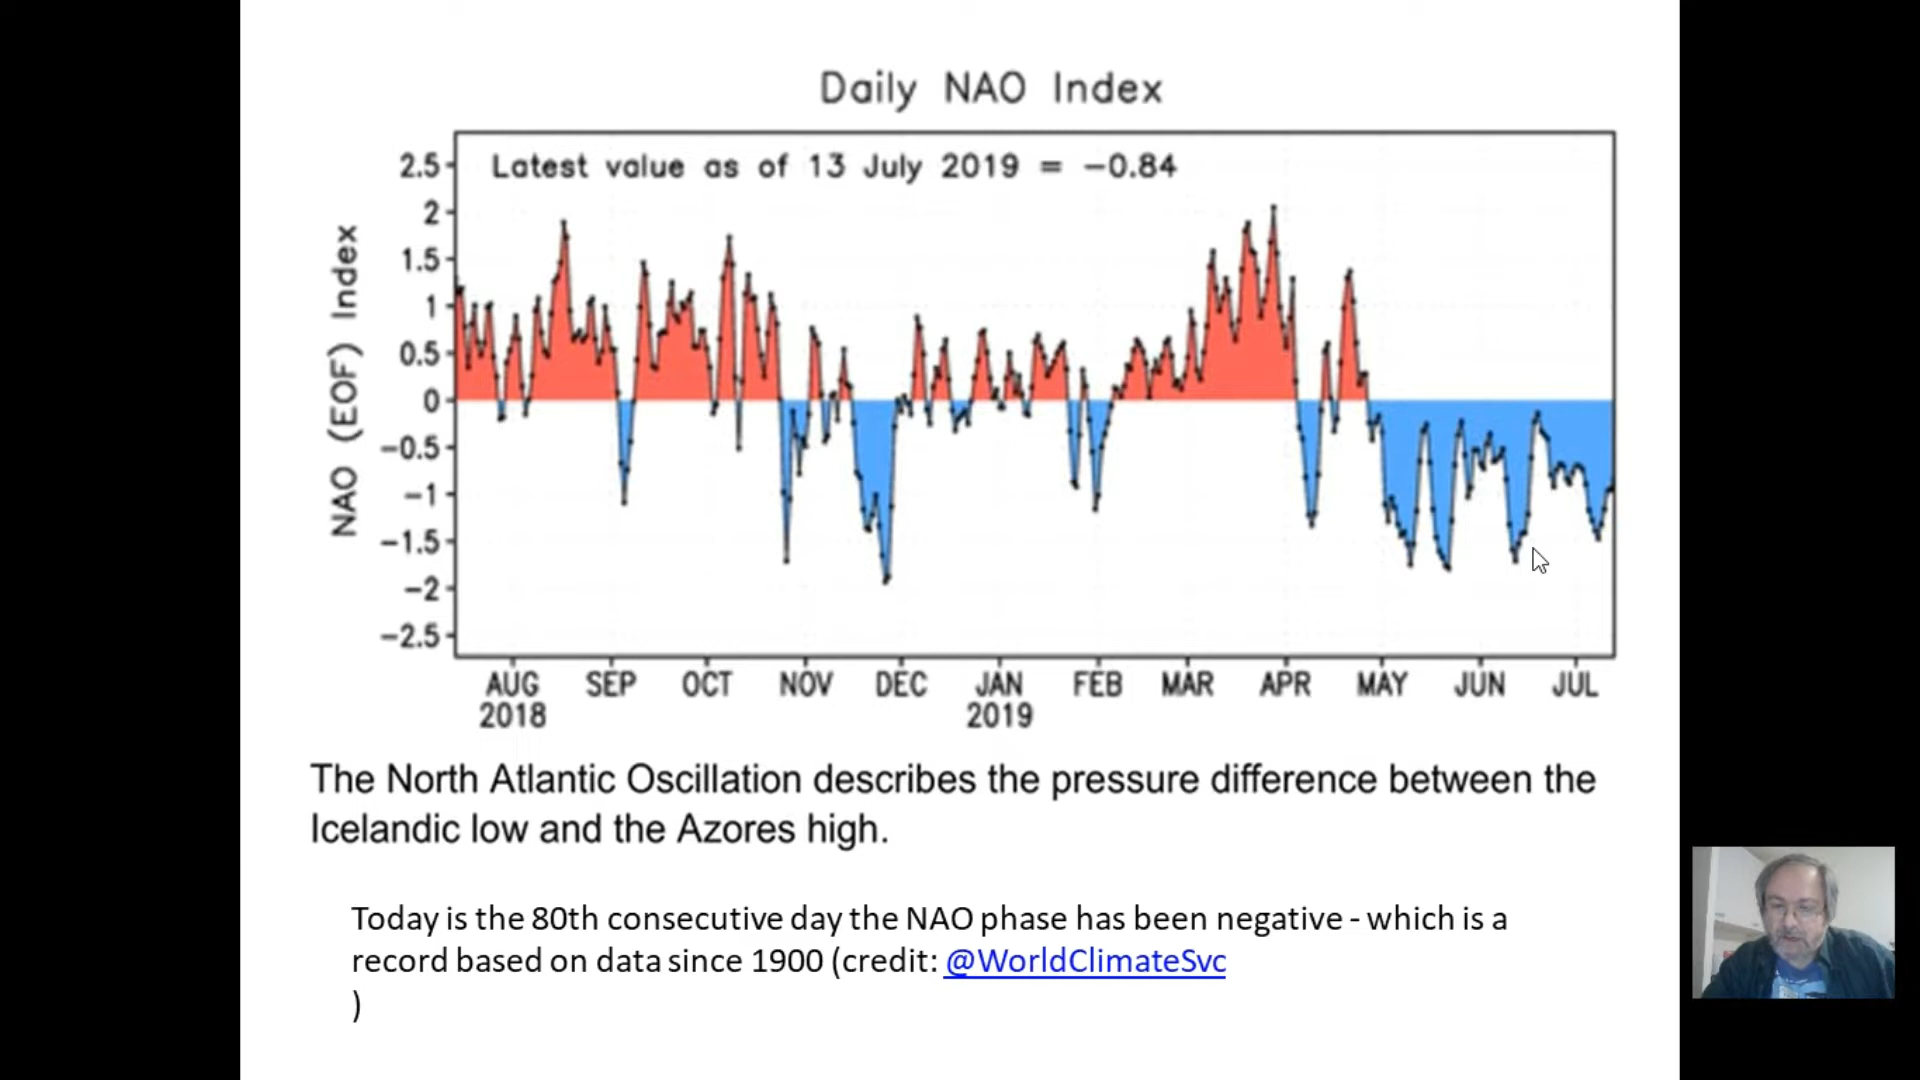 Daily NAO Index
Latest value as of 13 July 2019 = -0.84
NAO (EOF) Index
2.5
2
1.5
1
0.5
0
-0.5
-1
-1.5
-2
-2.5
AUG SEP OCT NOV DEC JAN FEB MAR APR MAY JUN JUL
2018 2019
The North Atlantic Oscillation describes the pressure difference between the
Icelandic low and the Azores high.
Today is the 80th consecutive day the NAO phase has been negative - which is a
record based on data since 1900 (credit: @WorldClimateSvc
)